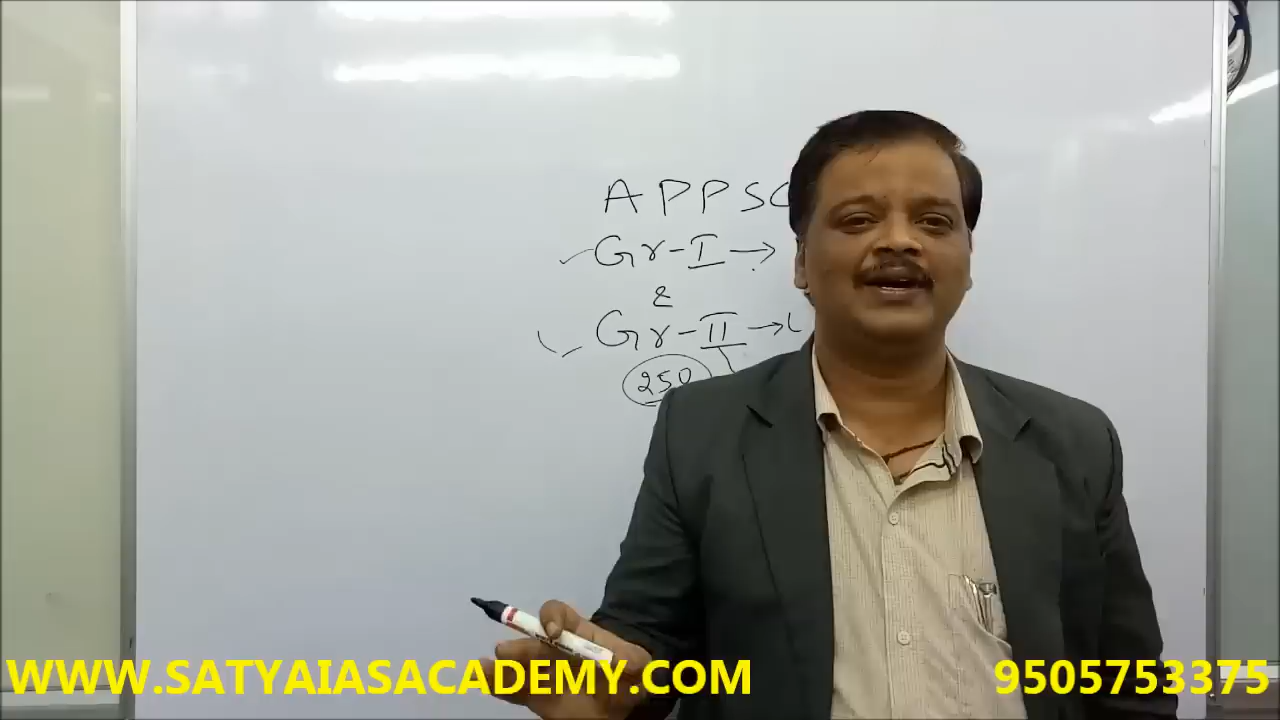 APPSC
Gr-I →
&
Gr-II →
250
WWW.SATYAIASACADEMY.COM
9505753375